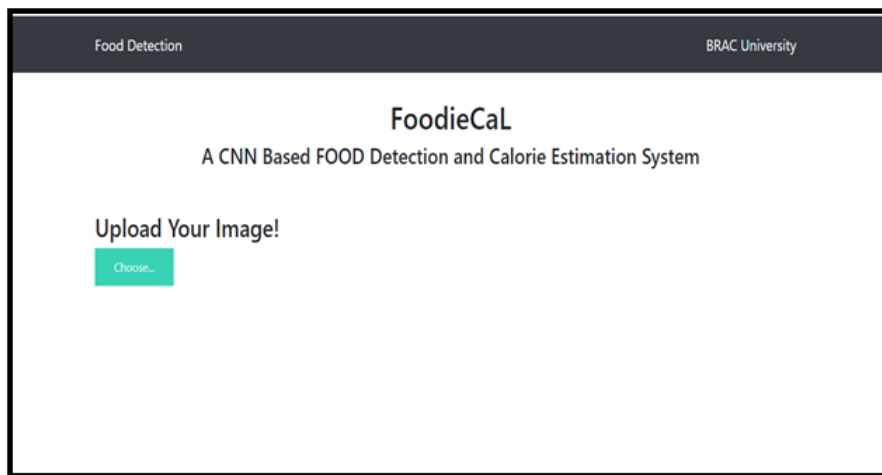 Food Detection
BRAC University
FoodieCaL
A CNN Based FOOD Detection and Calorie Estimation System
Upload Your Image!
Choose...